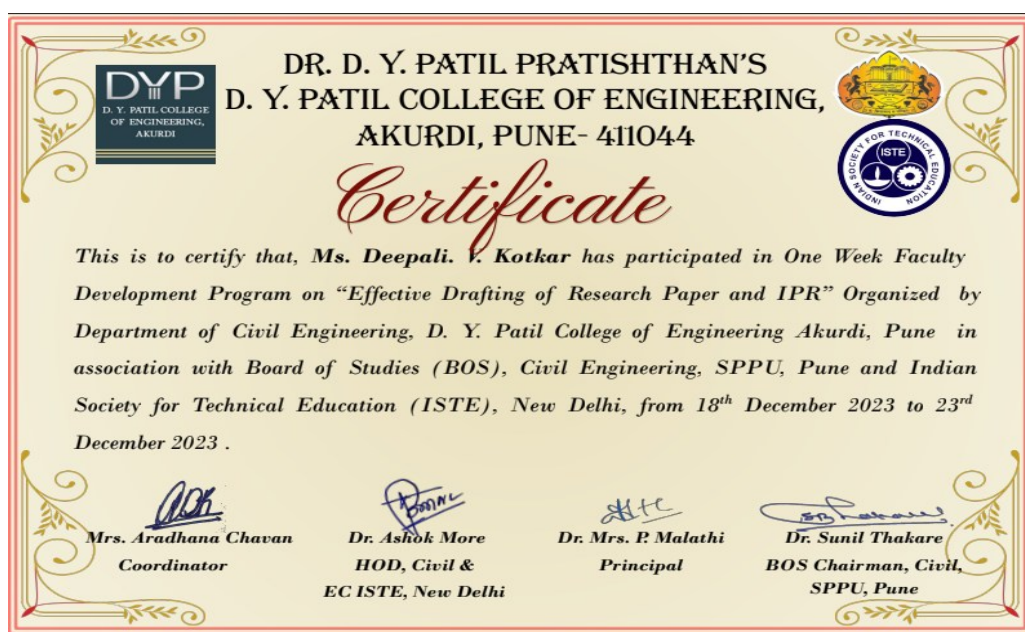 DYP
D. Y. PATIL COLLEGE
OF ENGINEERING,
AKURDI
DR. D. Y. PATIL PRATISHTHAN'S
D. Y. PATIL COLLEGE OF ENGINEERING,
AKURDI, PUNE- 411044
INDIAN SOCIETY FOR TECHNICAL EDUCATION
ISTE
Certificate
This is to certify that, Ms. Deepali. V. Kotkar has participated in One Week Faculty
Development Program on “Effective Drafting of Research Paper and IPR” Organized by
Department of Civil Engineering, D. Y. Patil College of Engineering Akurdi, Pune in
association with Board of Studies (BOS), Civil Engineering, SPPU, Pune and Indian
Society for Technical Education (ISTE), New Delhi, from 18th December 2023 to 23rd
December 2023 .
Mrs. Aradhana Chavan
Coordinator
Dr. Ashok More
HOD, Civil &
EC ISTE, New Delhi
Dr. Mrs. P. Malathi
Principal
Dr. Sunil Thakare
BOS Chairman, Civil,
SPPU, Pune